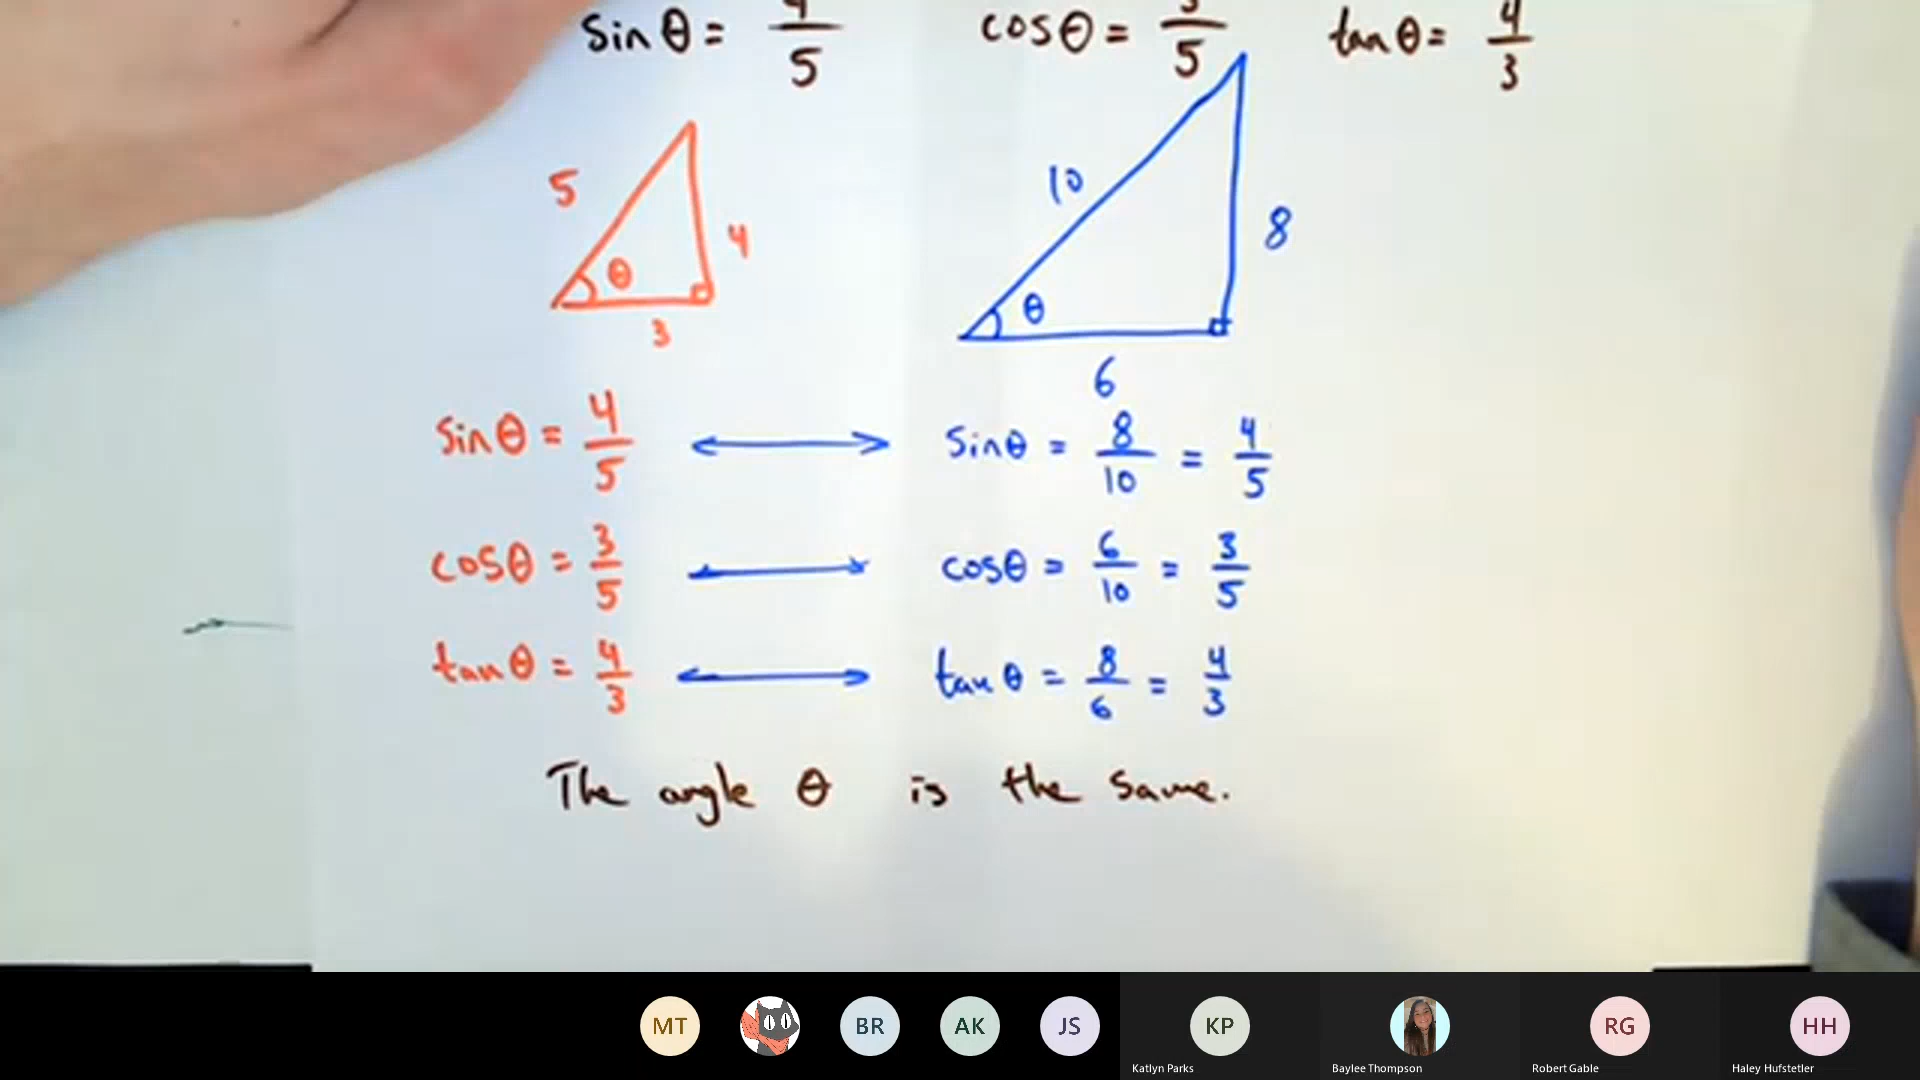 sin θ = 4/5 cos θ = 3/5 tan θ = 4/3
5 4 θ 3
10 8 θ 6
sin θ = 4/5 sin θ = 8/10 = 4/5
cos θ = 3/5 cos θ = 6/10 = 3/5
tan θ = 4/3 tan θ = 8/6 = 4/3
The angle θ is the same.
MT BR AK JS KP RG HH
Katlyn Parks Baylee Thompson Robert Gable Haley Hufstetler